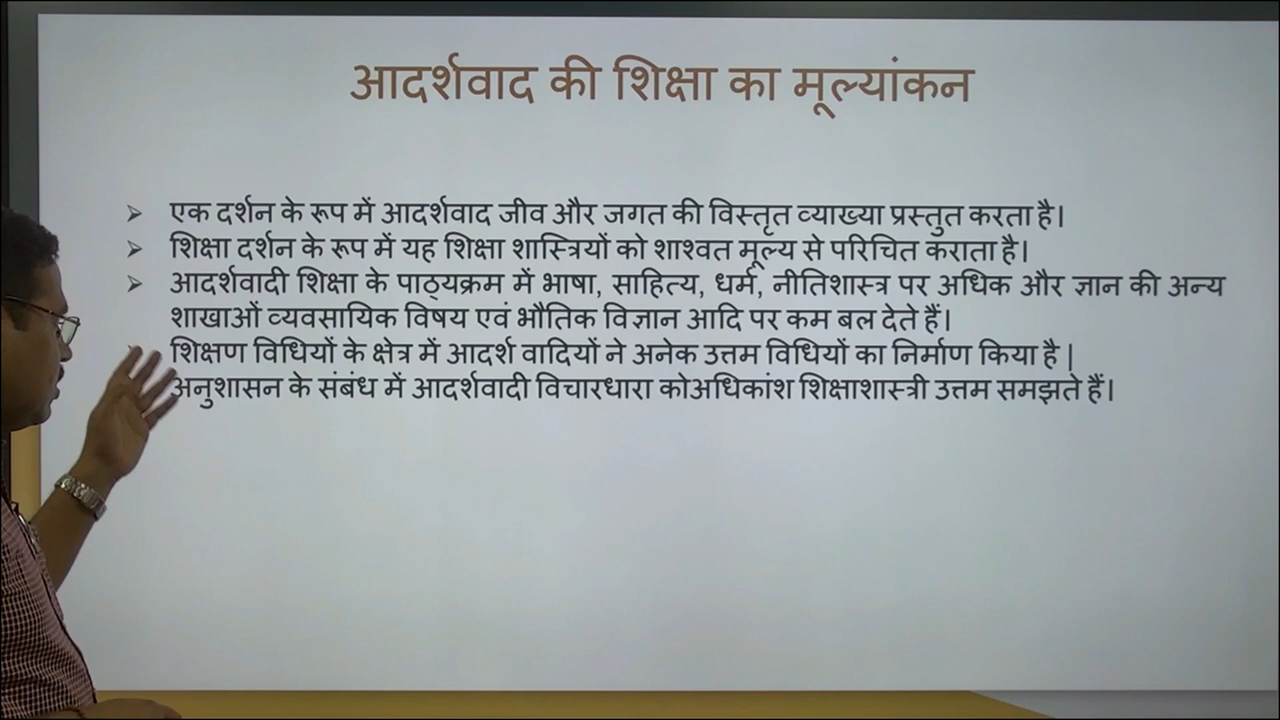 आदर्शवाद की शिक्षा का मूल्यांकन
➢ एक दर्शन के रूप में आदर्शवाद जीव और जगत की विस्तृत व्याख्या प्रस्तुत करता है।
➢ शिक्षा दर्शन के रूप में यह शिक्षा शास्त्रियों को शाश्वत मूल्य से परिचित कराता है।
➢ आदर्शवादी शिक्षा के पाठ्यक्रम में भाषा, साहित्य, धर्म, नीतिशास्त्र पर अधिक और ज्ञान की अन्य
शाखाओं व्यवसायिक विषय एवं भौतिक विज्ञान आदि पर कम बल देते हैं।
शिक्षण विधियों के क्षेत्र में आदर्श वादियों ने अनेक उत्तम विधियों का निर्माण किया है |
अनुशासन के संबंध में आदर्शवादी विचारधारा कोअधिकांश शिक्षाशास्त्री उत्तम समझते हैं।